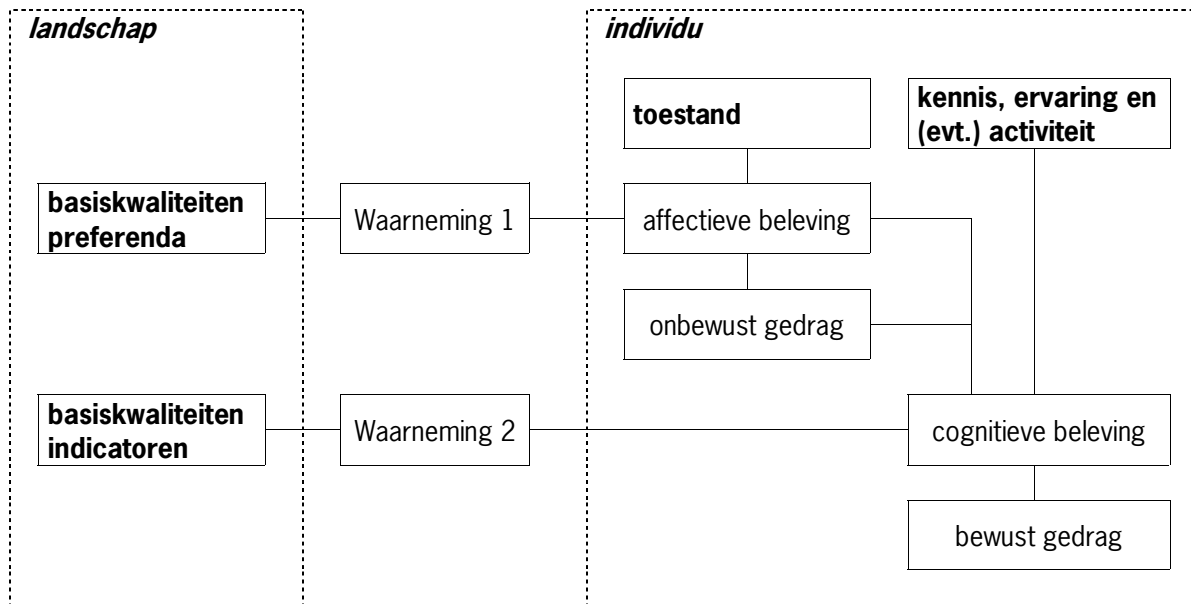 landschap
individu
toestand
kennis, ervaring en
(evt.) activiteit
basiskwaliteiten
preferenda
Waarneming 1
affectieve beleving
onbewust gedrag
basiskwaliteiten
indicatoren
Waarneming 2
cognitieve beleving
bewust gedrag